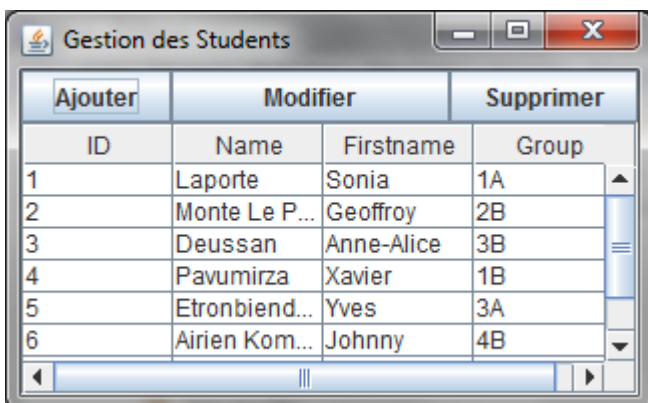 Gestion des Students
Ajouter Modifier Supprimer
ID Name Firstname Group
1 Laporte Sonia 1A
2 Monte Le P... Geoffroy 2B
3 Deussan Anne-Alice 3B
4 Pavumirza Xavier 1B
5 Etronbiend... Yves 3A
6 Airien Kom... Johnny 4B